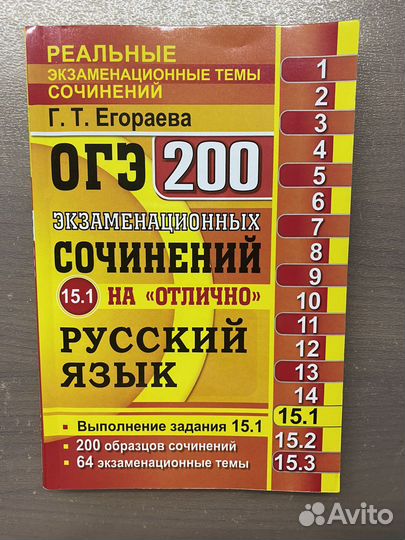 РЕАЛЬНЫЕ
ЭКЗАМЕНАЦИОННЫЕ ТЕМЫ
СОЧИНЕНИЙ
Г. Т. Егораева
ОГЭ 200
ЭКЗАМЕНАЦИОННЫХ
СОЧИНЕНИЙ
15.1 НА «ОТЛИЧНО»
РУССКИЙ
ЯЗЫК
• Выполнение задания 15.1
• 200 образцов сочинений
• 64 экзаменационные темы
1
2
3
4
5
6
7
8
9
10
11
12
13
14
15.1
15.2
15.3
Avito